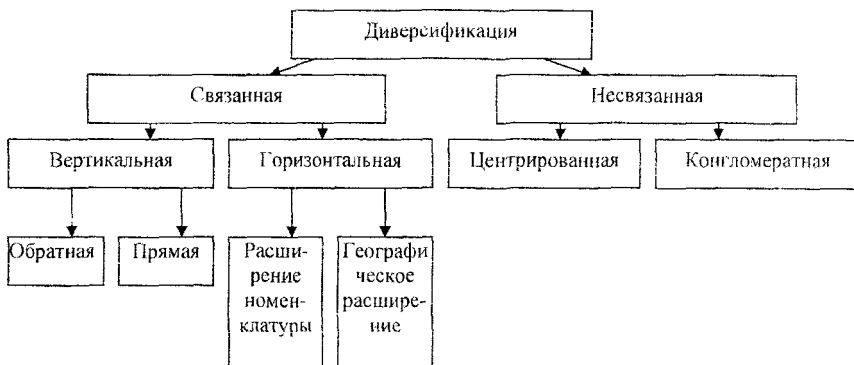 Диверсификация
Связанная
Несвязанная
Вертикальная
Горизонтальная
Центрированная
Конгломератная
Обратная
Прямая
Расши-
рение
номен-
клатуры
Географи
ческое
расшире-
ние